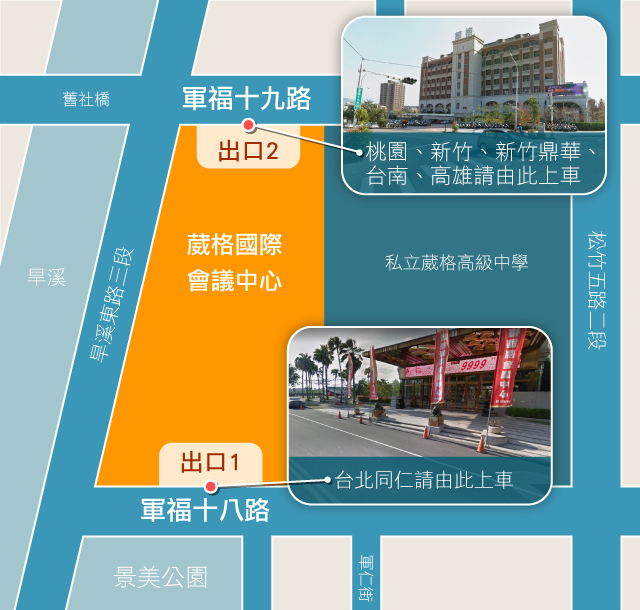 舊社橋
軍福十九路
出口2
桃園、新竹、新竹鼎華、
台南、高雄請由此上車
葳格國際
會議中心
私立葳格高級中學
旱溪
旱溪東路三段
松竹五路二段
9999
出口1
台北同仁請由此上車
軍福十八路
景美公園
軍仁街